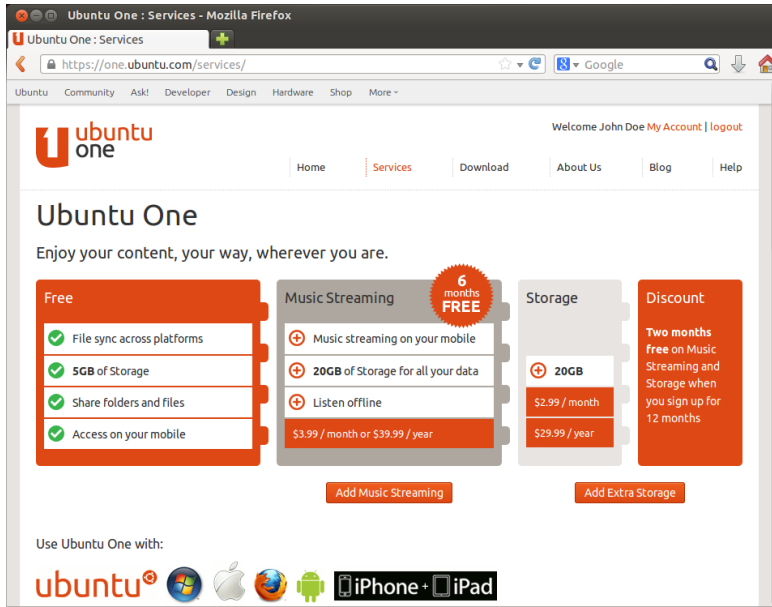 Ubuntu One : Services - Mozilla Firefox
Ubuntu One : Services
https://one.ubuntu.com/services/
Google
Ubuntu Community Ask! Developer Design Hardware Shop More
ubuntu
one
Welcome John Doe My Account | logout
Home Services Download About Us Blog Help
Ubuntu One
Enjoy your content, your way, wherever you are.
Free
File sync across platforms
5GB of Storage
Share folders and files
Access on your mobile
Music Streaming
6
months
FREE
Music streaming on your mobile
20GB of Storage for all your data
Listen offline
$3.99 / month or $39.99 / year
Add Music Streaming
Storage
20GB
$2.99 / month
$29.99 / year
Add Extra Storage
Discount
Two months
free on Music
Streaming and
Storage when
you sign up for
12 months
Use Ubuntu One with:
ubuntu iPhone + iPad